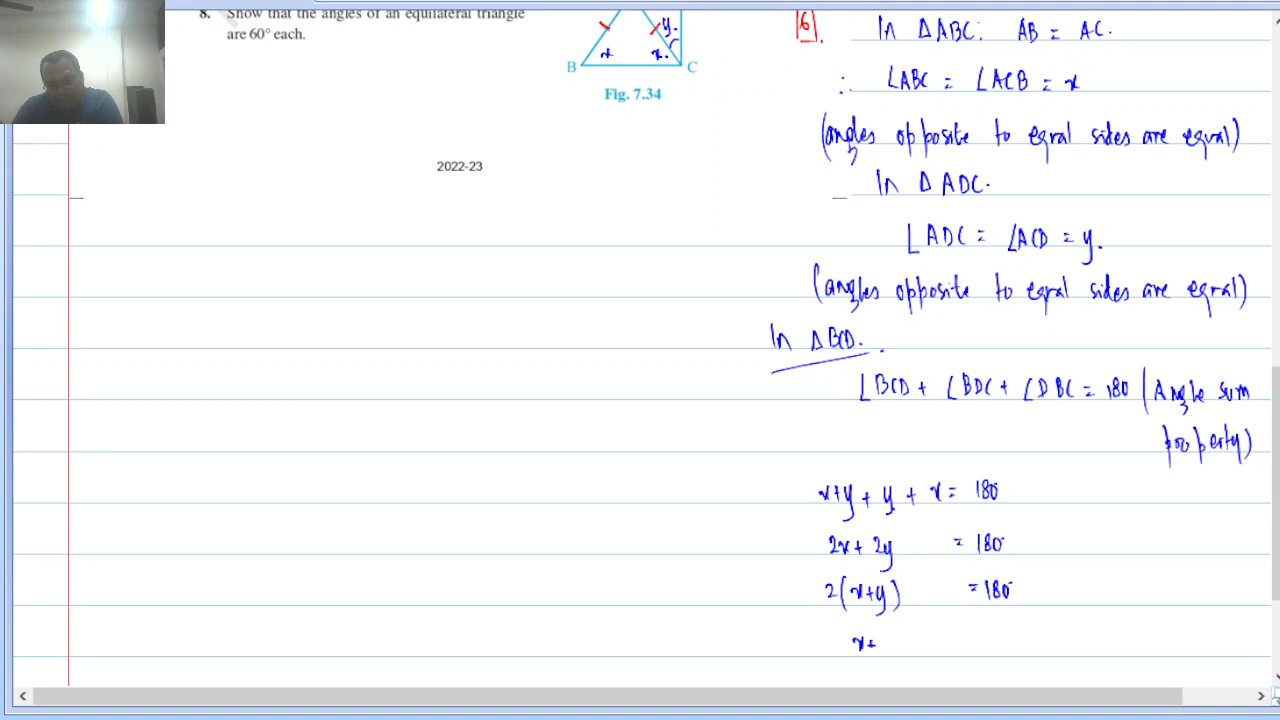 8. Show that the angles of an equilateral triangle
are 60° each.
y.
x x.
B C
Fig. 7.34
2022-23
6.
In ΔABC: AB = AC.
∴ ∠ABC = ∠ACB = x
(angles opposite to equal sides are equal)
In ΔADC.
∠ADC = ∠ACD = y.
(angles opposite to equal sides are equal)
In ΔBCD.
∠BCD + ∠BDC + ∠DBC = 180 (Angle sum
property)
x+y + y + x = 180
2x + 2y = 180
2(x+y) = 180
x+